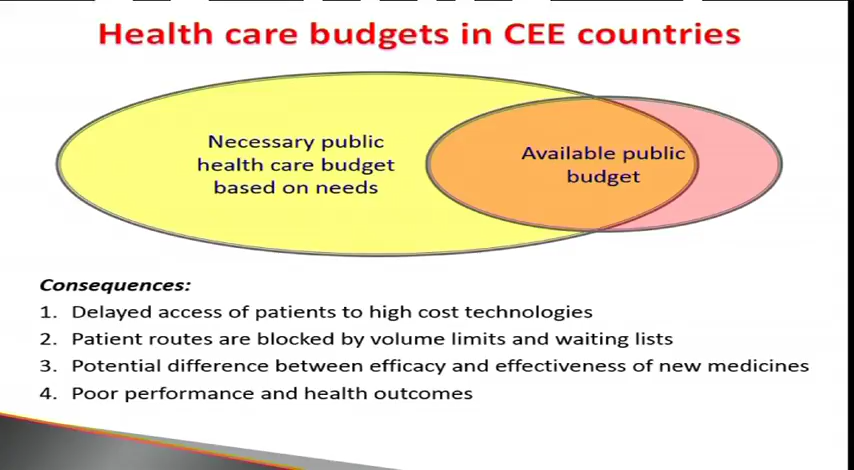 Health care budgets in CEE countries
Necessary public
health care budget
based on needs
Available public
budget
Consequences:
1. Delayed access of patients to high cost technologies
2. Patient routes are blocked by volume limits and waiting lists
3. Potential difference between efficacy and effectiveness of new medicines
4. Poor performance and health outcomes